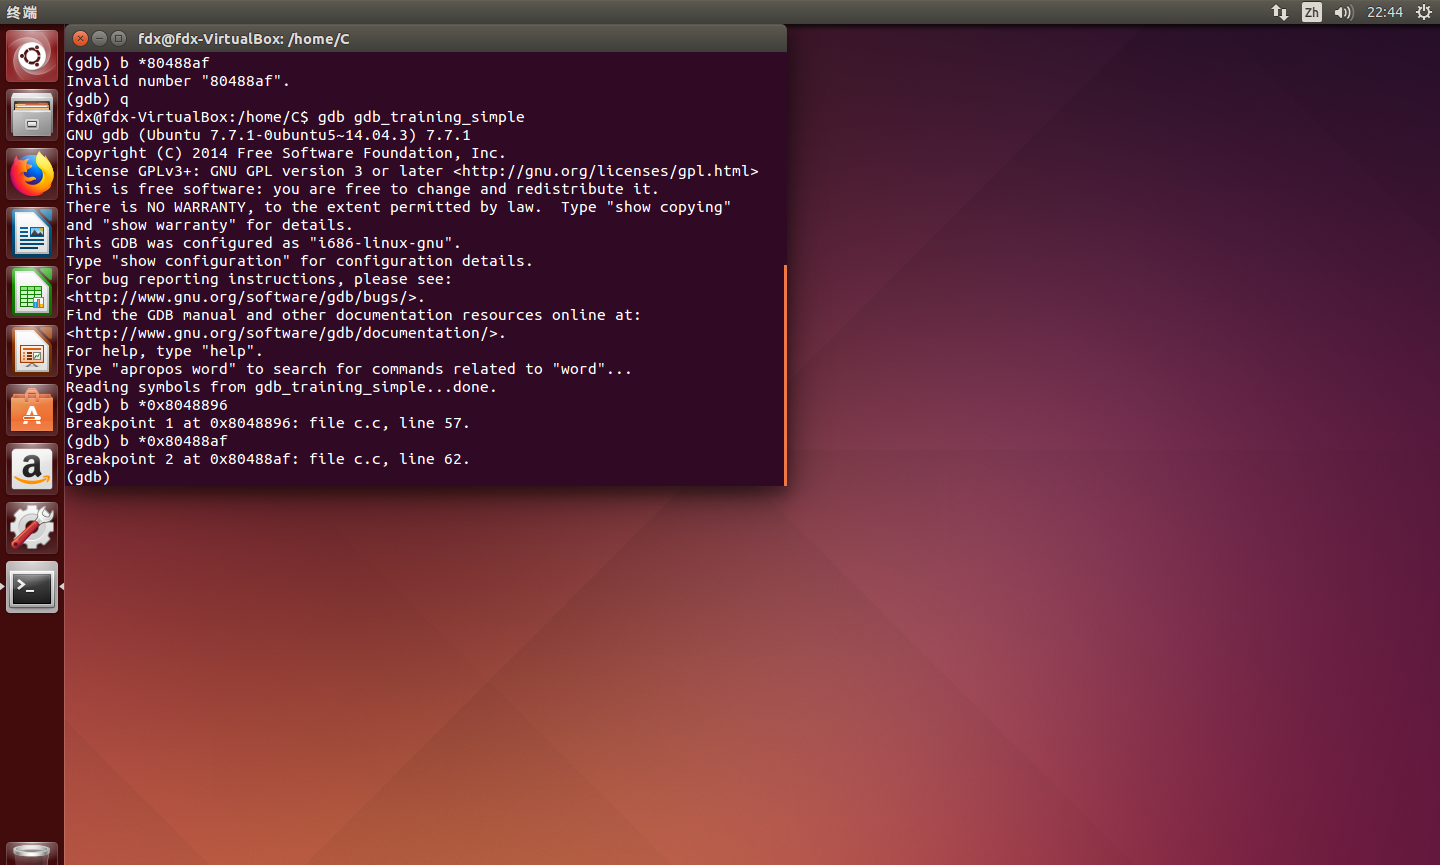 终端
Zh
22:44
fdx@fdx-VirtualBox: /home/C
(gdb) b *80488af
Invalid number "80488af".
(gdb) q
fdx@fdx-VirtualBox:/home/C$ gdb gdb_training_simple
GNU gdb (Ubuntu 7.7.1-0ubuntu5~14.04.3) 7.7.1
Copyright (C) 2014 Free Software Foundation, Inc.
License GPLv3+: GNU GPL version 3 or later <http://gnu.org/licenses/gpl.html>
This is free software: you are free to change and redistribute it.
There is NO WARRANTY, to the extent permitted by law.  Type "show copying"
and "show warranty" for details.
This GDB was configured as "i686-linux-gnu".
Type "show configuration" for configuration details.
For bug reporting instructions, please see:
<http://www.gnu.org/software/gdb/bugs/>.
Find the GDB manual and other documentation resources online at:
<http://www.gnu.org/software/gdb/documentation/>.
For help, type "help".
Type "apropos word" to search for commands related to "word"...
Reading symbols from gdb_training_simple...done.
(gdb) b *0x8048896
Breakpoint 1 at 0x8048896: file c.c, line 57.
(gdb) b *0x80488af
Breakpoint 2 at 0x80488af: file c.c, line 62.
(gdb)